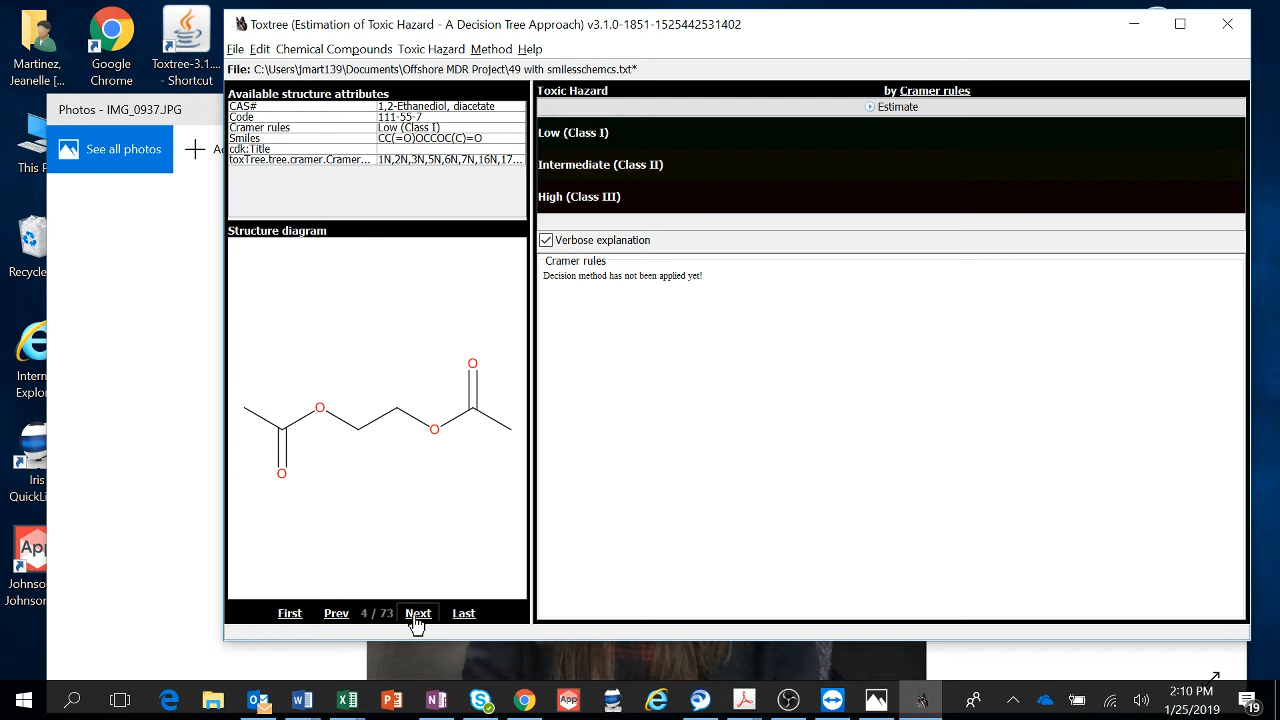 Martinez,
Jeanelle [...
Google
Chrome
Toxtree-3.1....
- Shortcut
This P
Recycle
Intern
Explor
Iris
QuickLi
App
Johnson
Johnson
Photos - IMG_0937.JPG
See all photos
Toxtree (Estimation of Toxic Hazard - A Decision Tree Approach) v3.1.0-1851-1525442531402
File Edit Chemical Compounds Toxic Hazard Method Help
File: C:\Users\jmart139\Documents\Offshore MDR Project\49 with smilesschemcs.txt*
Available structure attributes
CAS# 1,2-Ethanediol, diacetate
Code 111-55-7
Cramer rules Low (Class I)
Smiles CC(=O)OCCOC(C)=O
cdk:Title
toxTree.tree.cramer.Cramer... 1N,2N,3N,5N,6N,7N,16N,17...
Structure diagram
O
O
O
O
First Prev 4 / 73 Next Last
Toxic Hazard by Cramer rules
Estimate
Low (Class I)
Intermediate (Class II)
High (Class III)
Verbose explanation
Cramer rules
Decision method has not been applied yet!
App
2:10 PM
1/25/2019
19